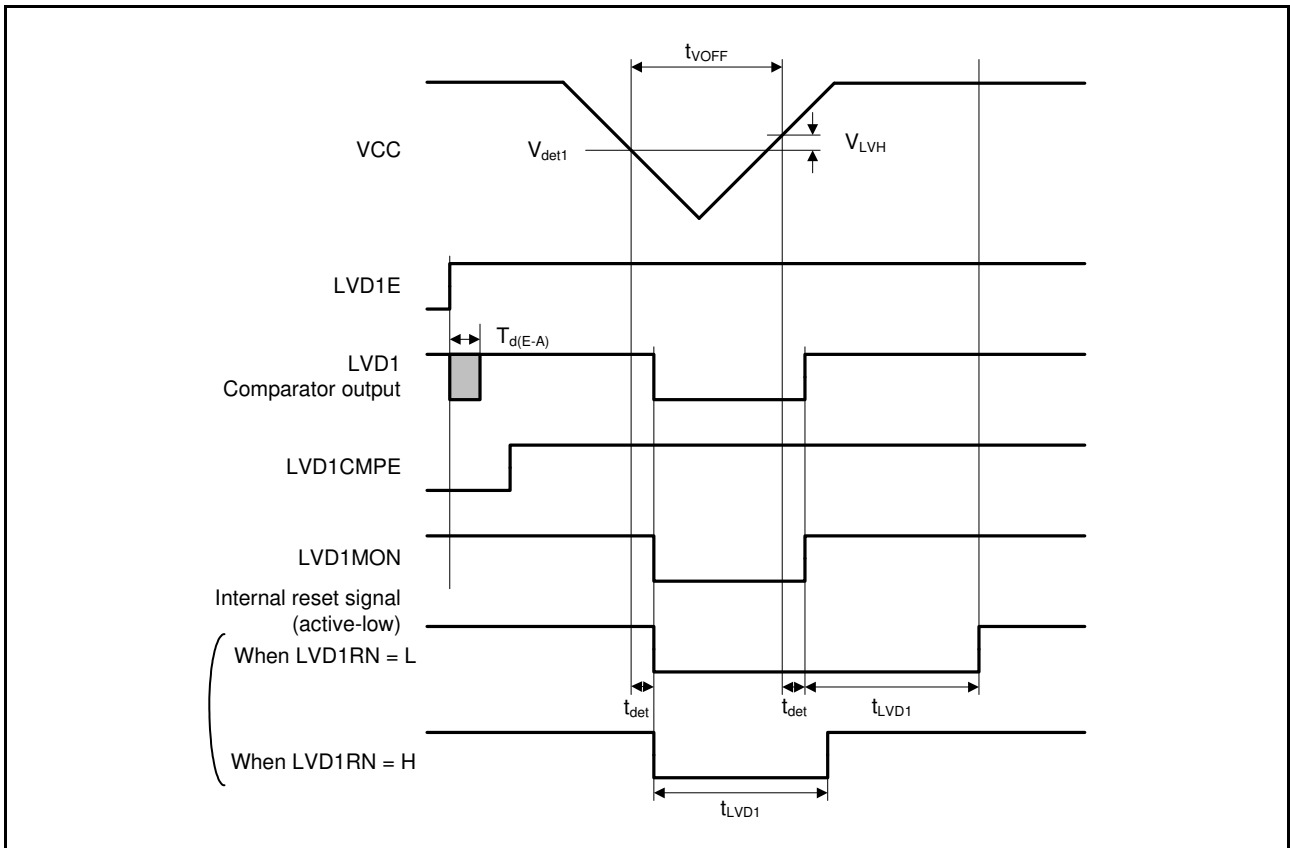 tVOFF
VCC
Vdet1
VLVH
LVD1E
Td(E-A)
LVD1
Comparator output
LVD1CMPE
LVD1MON
Internal reset signal
(active-low)
When LVD1RN = L
tdet
tdet
tLVD1
When LVD1RN = H
tLVD1